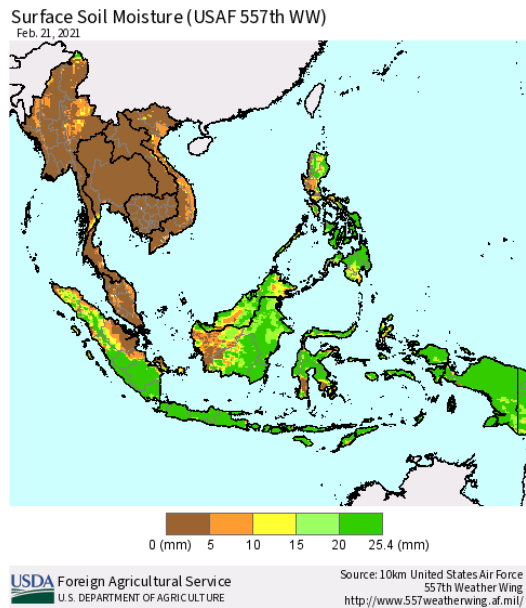 Surface Soil Moisture (USAF 557th WW)
Feb. 21, 2021
0 (mm) 5 10 15 20 25.4 (mm)
USDA Foreign Agricultural Service
U.S. DEPARTMENT OF AGRICULTURE
Source: 10km United States Air Force
557th Weather Wing
http://www.557weatherwing.af.mil/